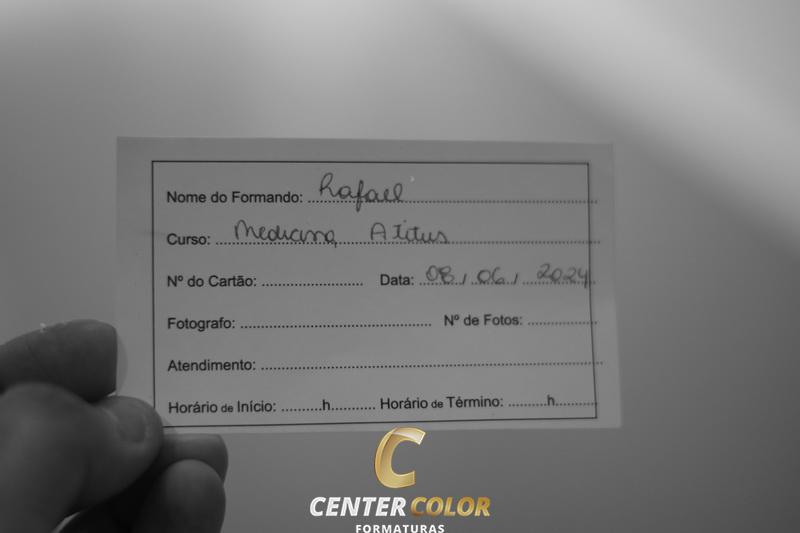 Nome do Formando: Rafael
Curso: Medicina Atitus
Nº do Cartão: .......................... Data: 08/06/2024
Fotografo: .................................................. Nº de Fotos: ..................
Atendimento: ..........................................................................................
Horário de Início: ..........h........... Horário de Término: ..........h...........
CENTER COLOR
FORMATURAS